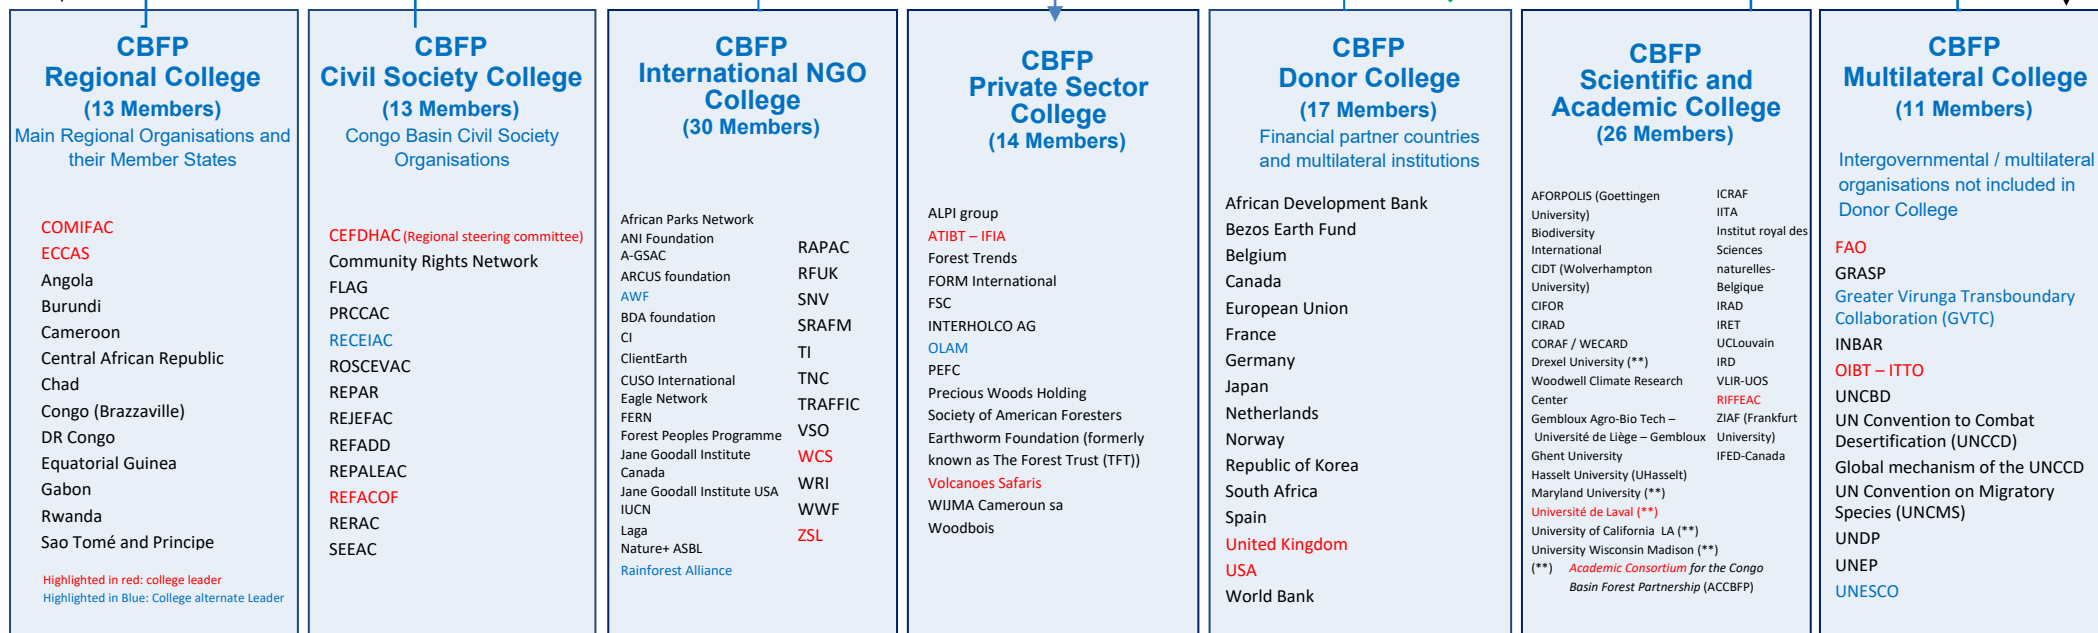 CBFP
Regional College
(13 Members)
Main Regional Organisations and
their Member States
COMIFAC
ECCAS
Angola
Burundi
Cameroon
Central African Republic
Chad
Congo (Brazzaville)
DR Congo
Equatorial Guinea
Gabon
Rwanda
Sao Tomé and Principe
Highlighted in red: college leader
Highlighted in Blue: College alternate Leader
CBFP
Civil Society College
(13 Members)
Congo Basin Civil Society
Organisations
CEFDHAC (Regional steering committee)
Community Rights Network
FLAG
PRCCAC
RECEIAC
ROSCEVAC
REPAR
REJEFAC
REFADD
REPALEAC
REFACOF
RERAC
SEEAC
CBFP
International NGO
College
(30 Members)
African Parks Network
ANI Foundation
A-GSAC
ARCUS foundation
AWF
BDA foundation
CI
ClientEarth
CUSO International
Eagle Network
FERN
Forest Peoples Programme
Jane Goodall Institute
Canada
Jane Goodall Institute USA
IUCN
Laga
Nature+ ASBL
Rainforest Alliance
RAPAC
RFUK
SNV
SRAFM
TI
TNC
TRAFFIC
VSO
WCS
WRI
WWF
ZSL
CBFP
Private Sector
College
(14 Members)
ALPI group
ATIBT – IFIA
Forest Trends
FORM International
FSC
INTERHOLCO AG
OLAM
PEFC
Precious Woods Holding
Society of American Foresters
Earthworm Foundation (formerly
known as The Forest Trust (TFT))
Volcanoes Safaris
WIJMA Cameroun sa
Woodbois
CBFP
Donor College
(17 Members)
Financial partner countries
and multilateral institutions
African Development Bank
Bezos Earth Fund
Belgium
Canada
European Union
France
Germany
Japan
Netherlands
Norway
Republic of Korea
South Africa
Spain
United Kingdom
USA
World Bank
CBFP
Scientific and
Academic College
(26 Members)
AFORPOLIS (Goettingen
University)
Biodiversity
International
CIDT (Wolverhampton
University)
CIFOR
CIRAD
CORAF / WECARD
Drexel University (**)
Woodwell Climate Research
Center
Gembloux Agro-Bio Tech –
Université de Liège – Gembloux
Ghent University
Hasselt University (UHasselt)
Maryland University (**)
Université de Laval (**)
University of California LA (**)
University Wisconsin Madison (**)
(**) Academic Consortium for the Congo
Basin Forest Partnership (ACCBFP)
ICRAF
IITA
Institut royal des
Sciences
naturelles-
Belgique
IRAD
IRET
UCLouvain
IRD
VLIR-UOS
RIFFEAC
ZIAF (Frankfurt
University)
IFED-Canada
CBFP
Multilateral College
(11 Members)
Intergovernmental / multilateral
organisations not included in
Donor College
FAO
GRASP
Greater Virunga Transboundary
Collaboration (GVTC)
INBAR
OIBT – ITTO
UNCBD
UN Convention to Combat
Desertification (UNCCD)
Global mechanism of the UNCCD
UN Convention on Migratory
Species (UNCMS)
UNDP
UNEP
UNESCO